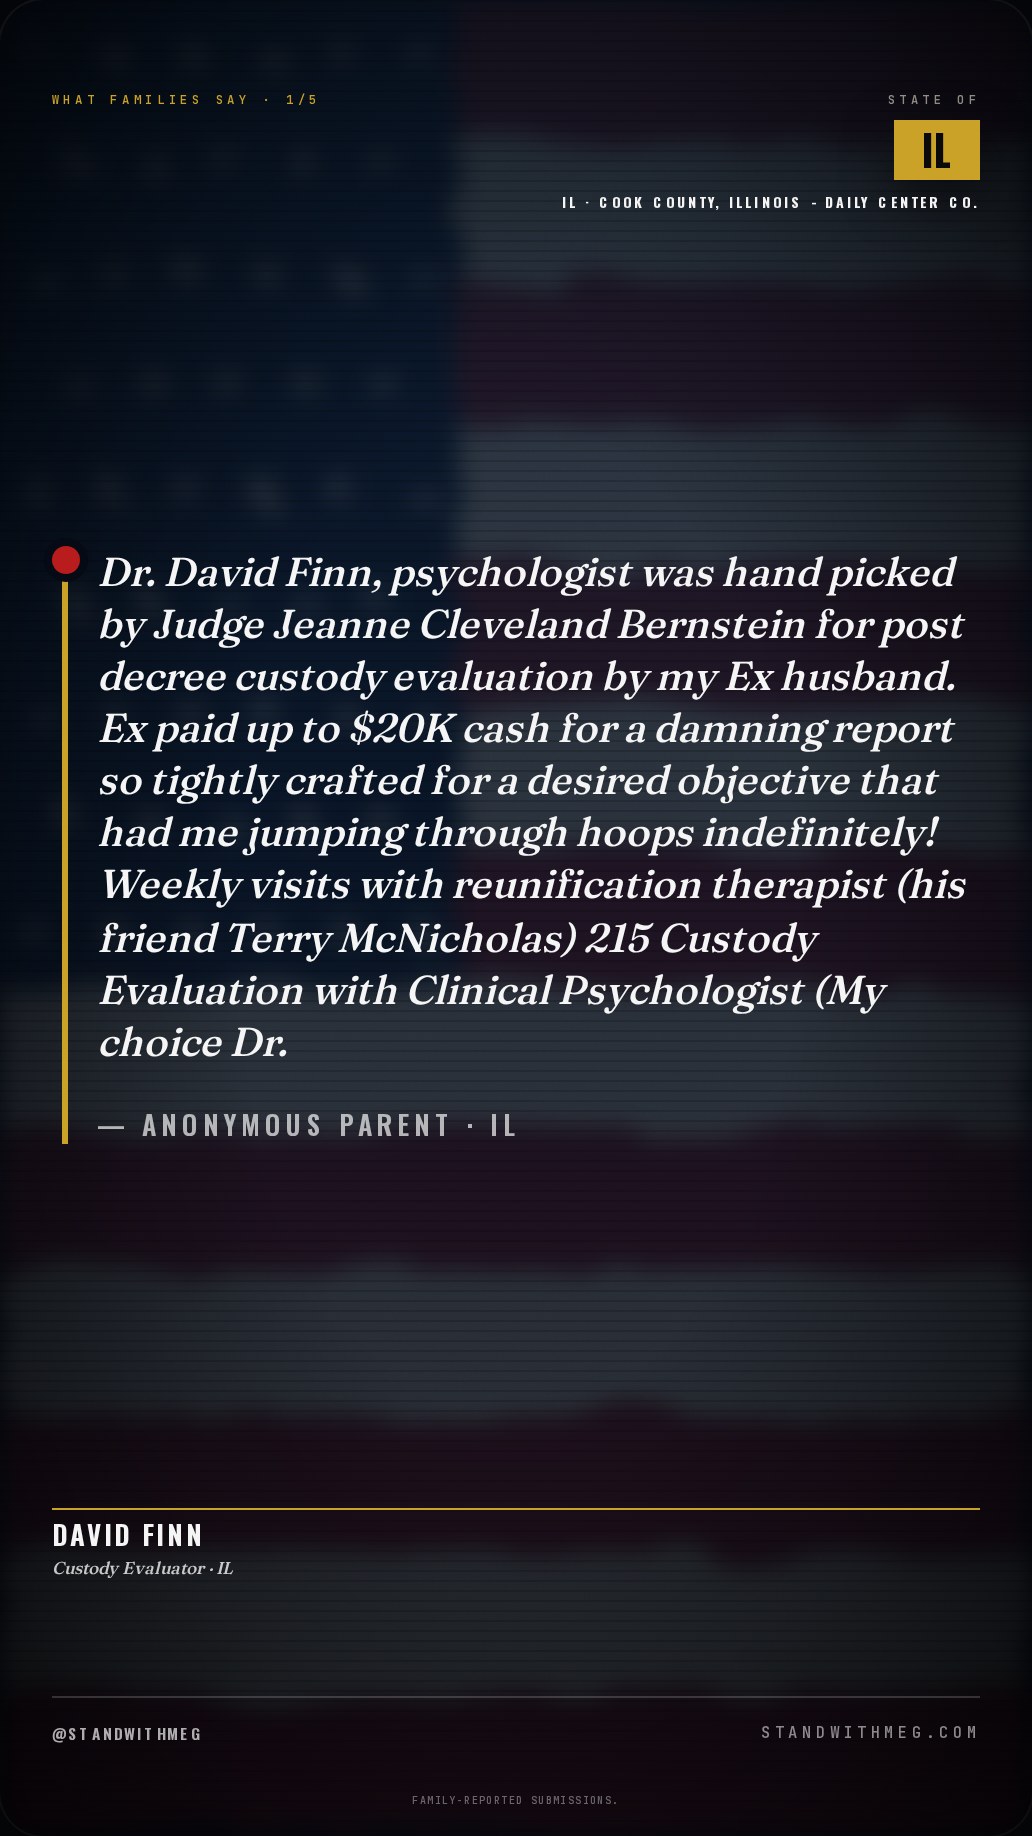 WHAT FAMILIES SAY · 1/5
STATE OF
IL
IL · COOK COUNTY, ILLINOIS - DAILY CENTER CO.
Dr. David Finn, psychologist was hand picked
by Judge Jeanne Cleveland Bernstein for post
decree custody evaluation by my Ex husband.
Ex paid up to $20K cash for a damning report
so tightly crafted for a desired objective that
had me jumping through hoops indefinitely!
Weekly visits with reunification therapist (his
friend Terry McNicholas) 215 Custody
Evaluation with Clinical Psychologist (My
choice Dr.
— ANONYMOUS PARENT · IL
DAVID FINN
Custody Evaluator · IL
@STANDWITHMEG
STANDWITHMEG.COM
FAMILY-REPORTED SUBMISSIONS.